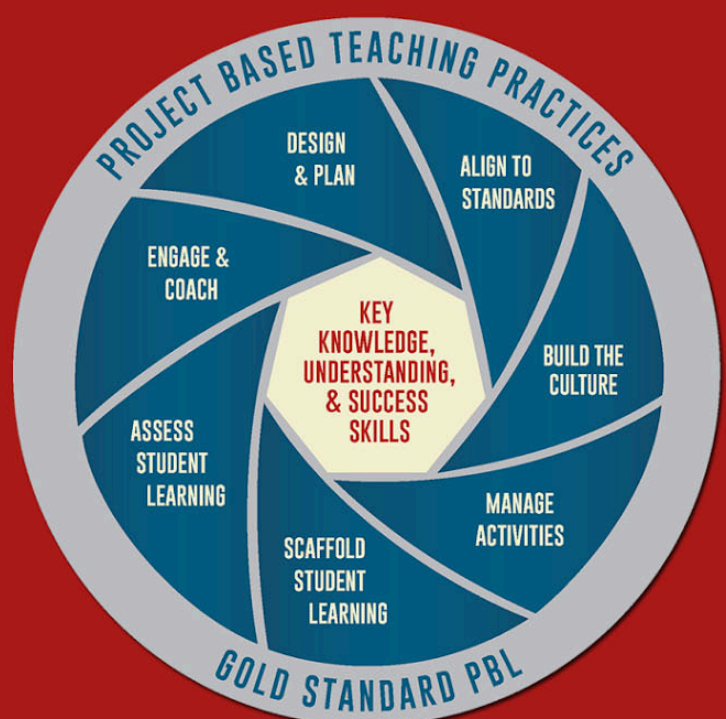 PROJECT BASED TEACHING PRACTICES
DESIGN
& PLAN
ALIGN TO
STANDARDS
BUILD THE
CULTURE
MANAGE
ACTIVITIES
SCAFFOLD
STUDENT
LEARNING
ASSESS
STUDENT
LEARNING
ENGAGE &
COACH
KEY
KNOWLEDGE,
UNDERSTANDING,
& SUCCESS
SKILLS
GOLD STANDARD PBL